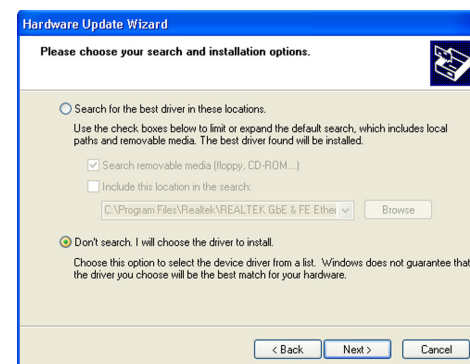 Hardware Update Wizard
Please choose your search and installation options.
Search for the best driver in these locations.
Use the check boxes below to limit or expand the default search, which includes local
paths and removable media. The best driver found will be installed.
Search removable media (floppy, CD-ROM...)
Include this location in the search:
C:\Program Files\Realtek\REALTEK GbE & FE Ether
Browse
Don't search. I will choose the driver to install.
Choose this option to select the device driver from a list. Windows does not guarantee that
the driver you choose will be the best match for your hardware.
< Back
Next >
Cancel